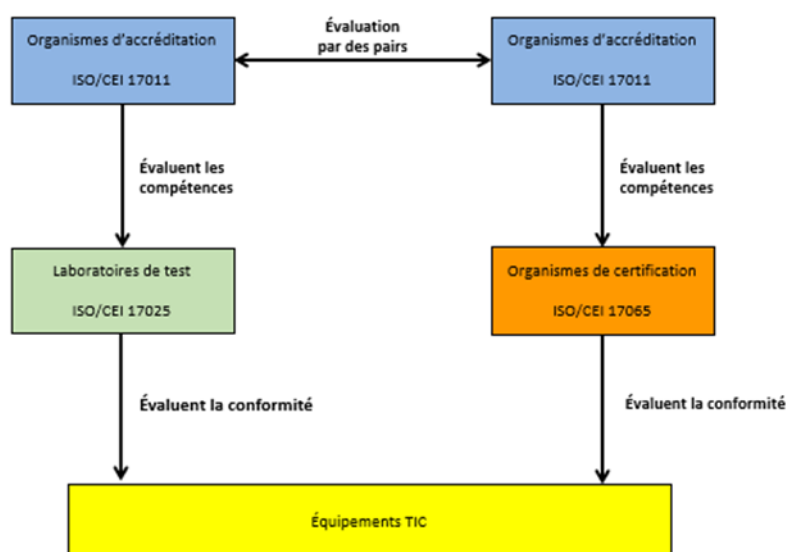 Organismes d'accréditation
ISO/CEI 17011
Évaluation
par des pairs
Organismes d'accréditation
ISO/CEI 17011
Évaluent les
compétences
Évaluent les
compétences
Laboratoires de test
ISO/CEI 17025
Organismes de certification
ISO/CEI 17065
Évaluent la conformité
Évaluent la conformité
Équipements TIC